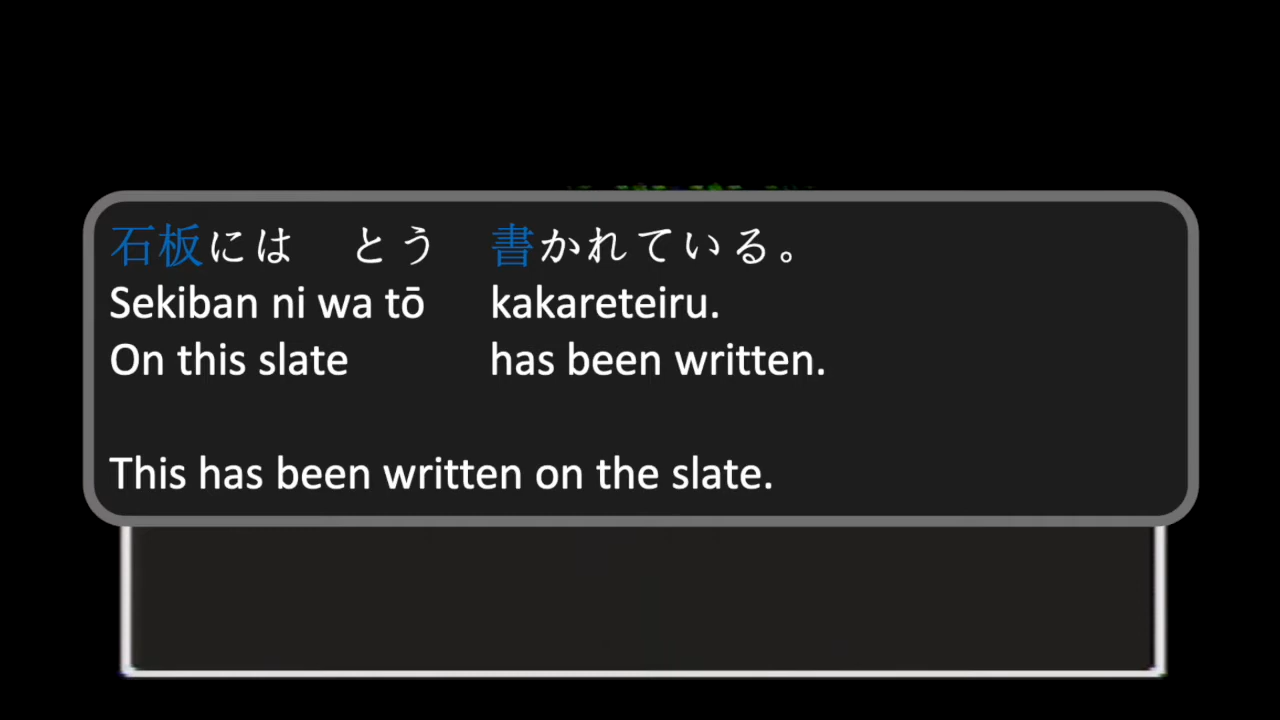 石板には　とう　書かれている。
Sekiban ni wa tō kakareteiru.
On this slate has been written.
This has been written on the slate.